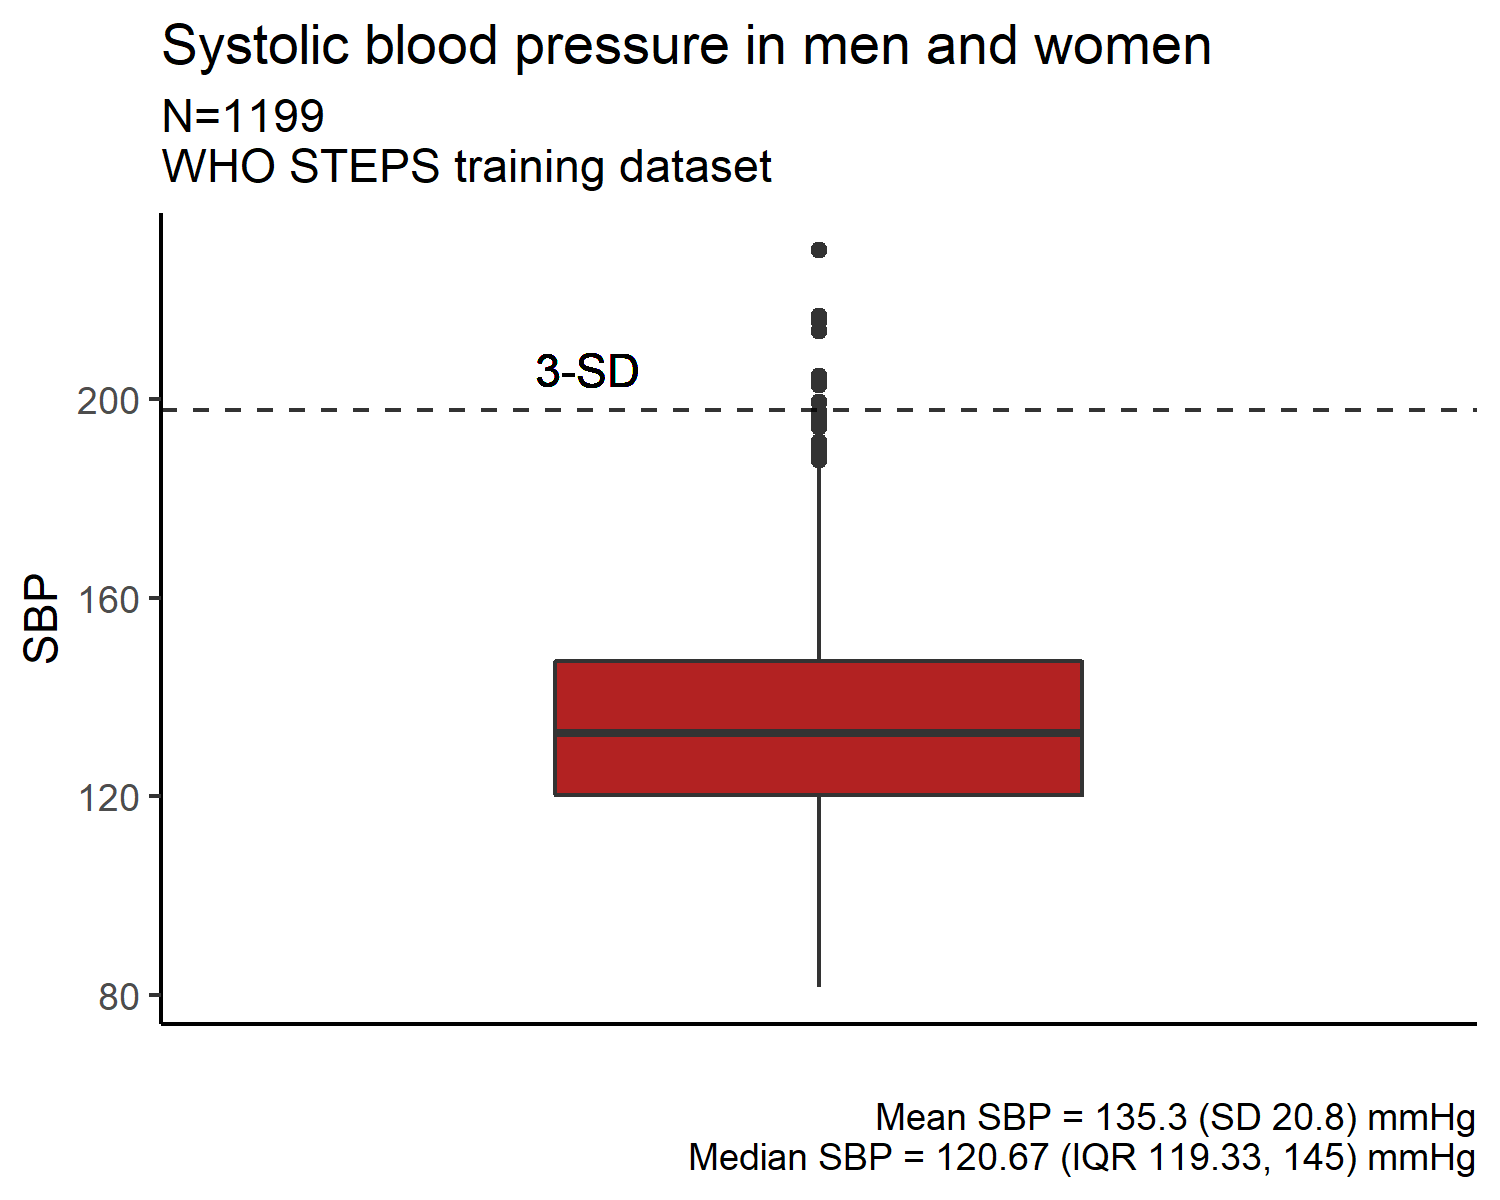 Systolic blood pressure in men and women
N=1199
WHO STEPS training dataset
3-SD
200
160
120
80
SBP
Mean SBP = 135.3 (SD 20.8) mmHg
Median SBP = 120.67 (IQR 119.33, 145) mmHg